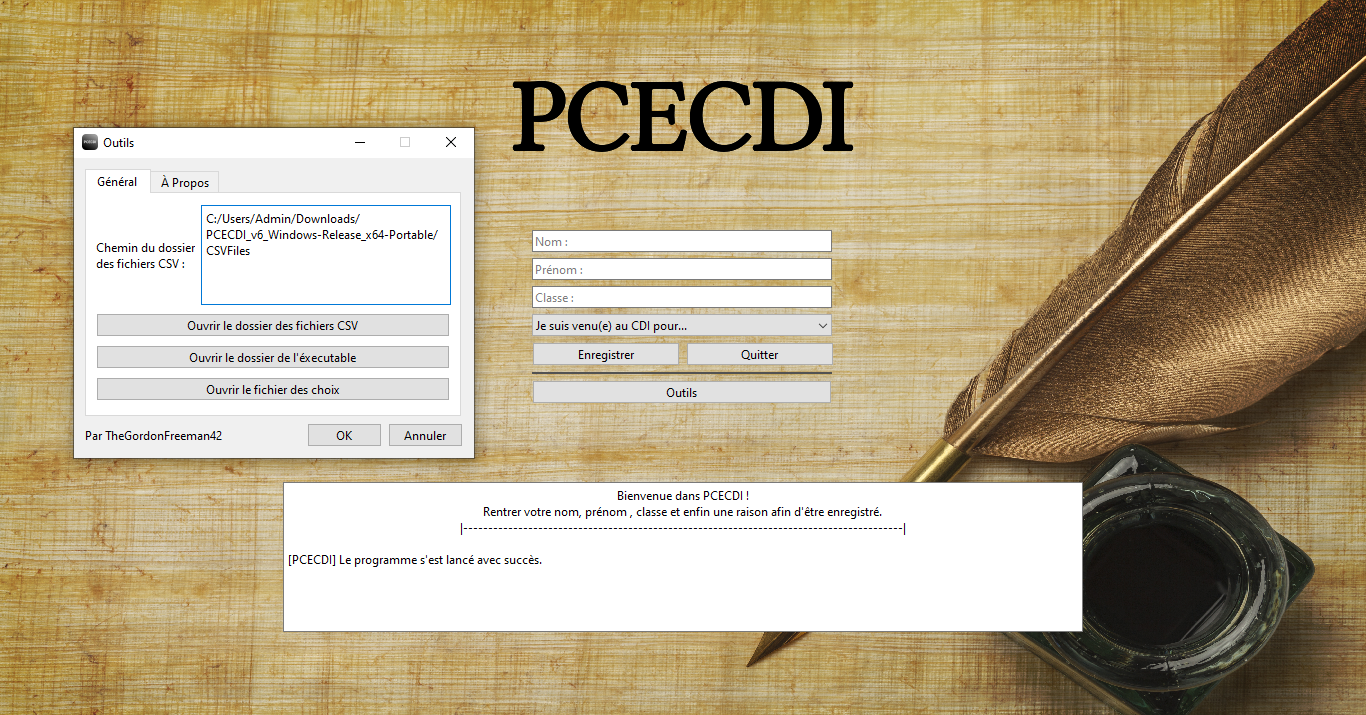 PCECDI
Outils
Général
À Propos
Chemin du dossier
des fichiers CSV :
C:/Users/Admin/Downloads/
PCECDI_v6_Windows-Release_x64-Portable/
CSVFiles
Ouvrir le dossier des fichiers CSV
Ouvrir le dossier de l'éxecutable
Ouvrir le fichier des choix
Par TheGordonFreeman42
OK
Annuler
Nom :
Prénom :
Classe :
Je suis venu(e) au CDI pour...
Enregistrer
Quitter
Outils
Bienvenue dans PCECDI !
Rentrer votre nom, prénom , classe et enfin une raison afin d'être enregistré.
|----------------------------------------------------------------------------------------|
[PCECDI] Le programme s'est lancé avec succès.